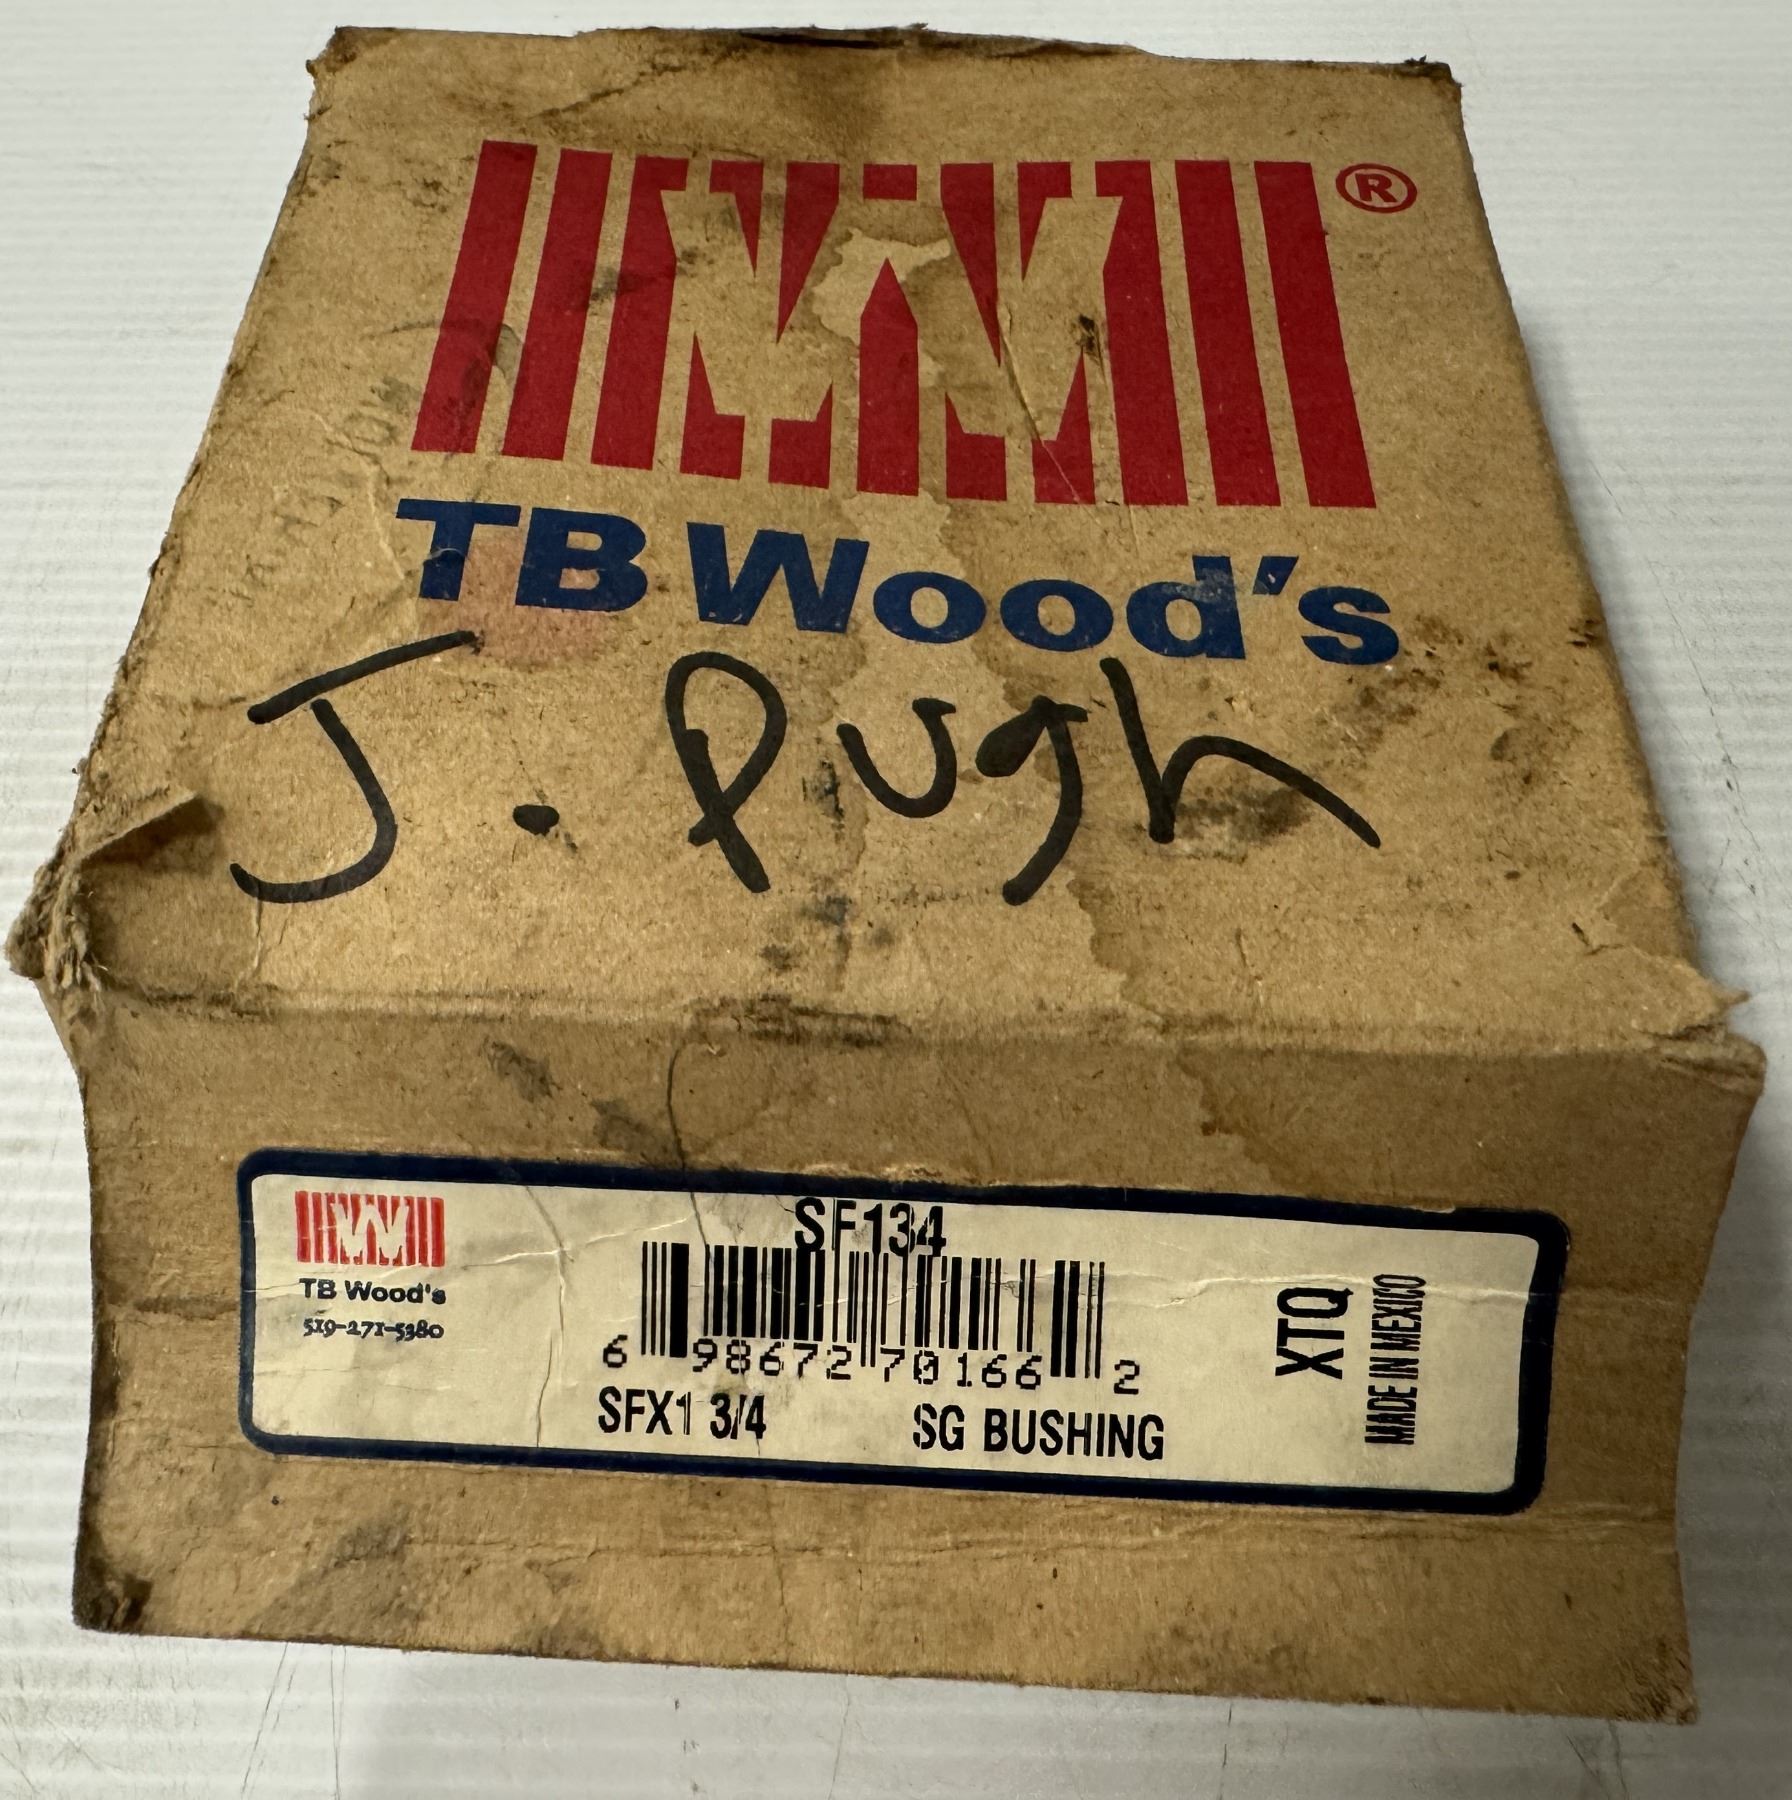 ®
TB Wood's
J. Pugh
SF134
TB Wood's
519-271-5380
6 98672 70166 2
SFX1 3/4 SG BUSHING
XTQ
MADE IN MEXICO